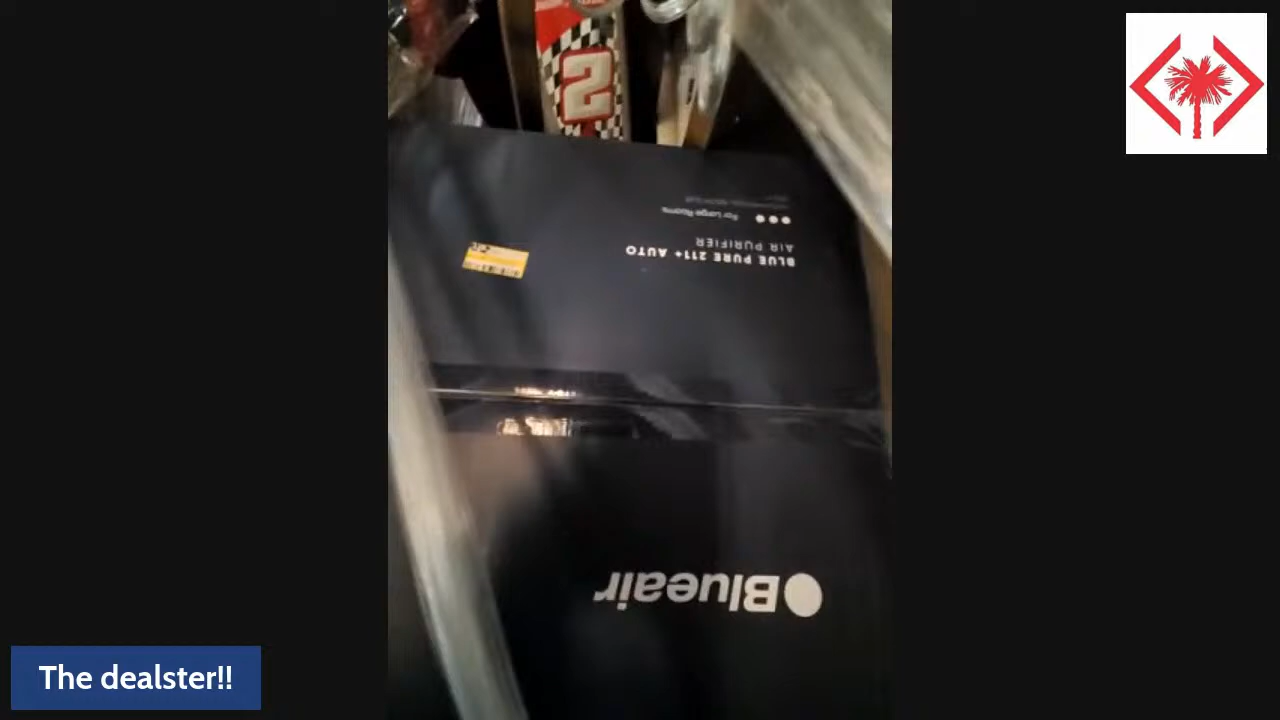 2
For Large Rooms
AIR PURIFIER
BLUE PURE 211+ AUTO
Blueair
The dealster!!